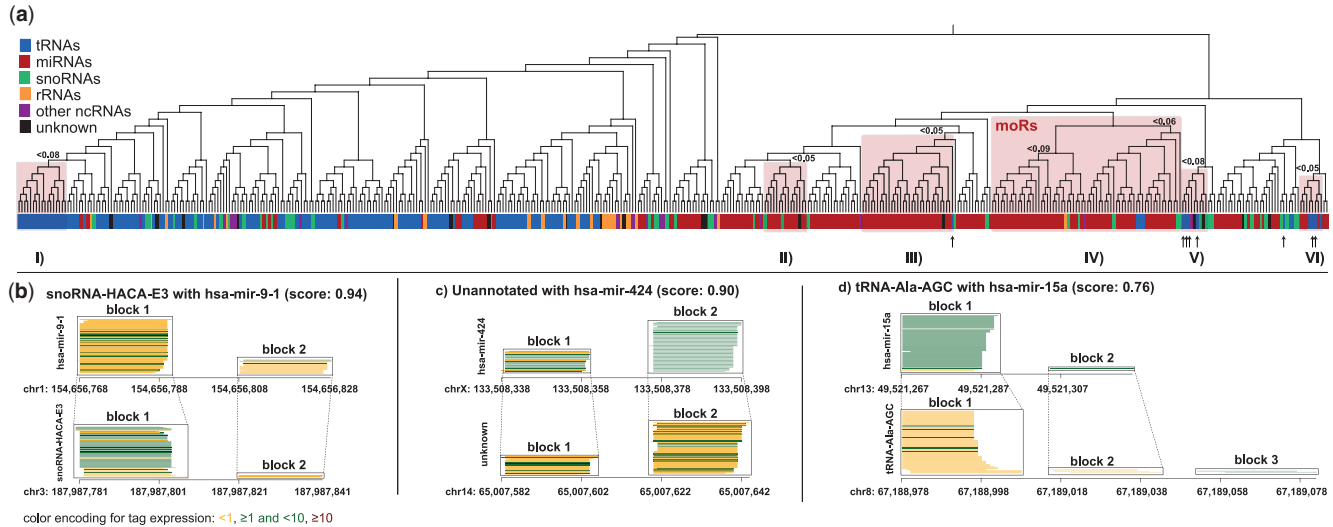 (a)
tRNAs
miRNAs
snoRNAs
rRNAs
other ncRNAs
unknown
<0.08
<0.05
<0.05
moRs
<0.09
<0.06
<0.08
<0.05
I)
II)
III)
IV)
V)
VI)
(b)
snoRNA-HACA-E3 with hsa-mir-9-1 (score: 0.94)
hsa-mir-9-1
block 1
block 2
chr1: 154,656,768
154,656,788
154,656,808
154,656,828
snoRNA-HACA-E3
block 1
block 2
chr3: 187,987,781
187,987,801
187,987,821
187,987,841
color encoding for tag expression: <1, ≥1 and <10, ≥10
c) Unannotated with hsa-mir-424 (score: 0.90)
hsa-mir-424
block 1
block 2
chrX: 133,508,338
133,508,358
133,508,378
133,508,398
unknown
block 1
block 2
chr14: 65,007,582
65,007,602
65,007,622
65,007,642
d) tRNA-Ala-AGC with hsa-mir-15a (score: 0.76)
hsa-mir-15a
block 1
block 2
chr13: 49,521,267
49,521,287
49,521,307
tRNA-Ala-AGC
block 1
block 2
block 3
chr8: 67,188,978
67,188,998
67,189,018
67,189,038
67,189,058
67,189,078